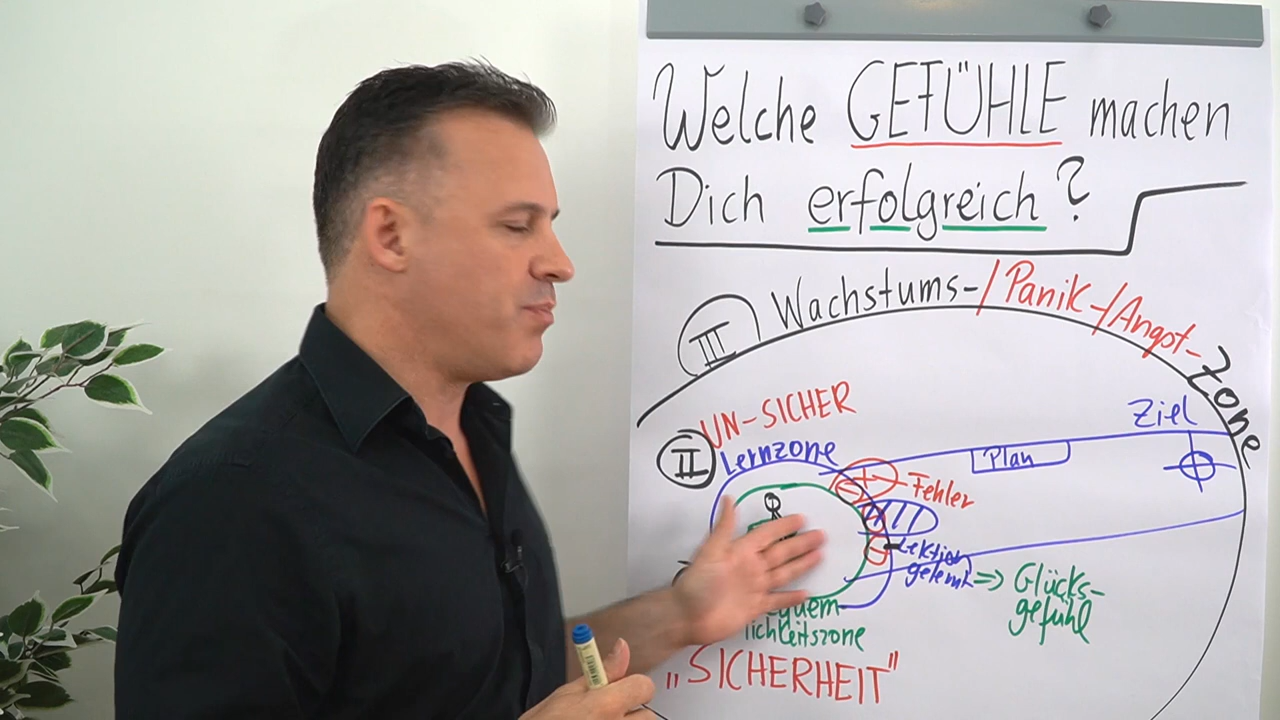 Welche GEFÜHLE machen
Dich erfolgreich?
III Wachstums-/Panik-/Angst-Zone
UN-SICHER
II Lernzone
Ziel
Plan
Fehler
Lektion
gelernt => Glücks-
gefühl
lichkeitszone
„SICHERHEIT"